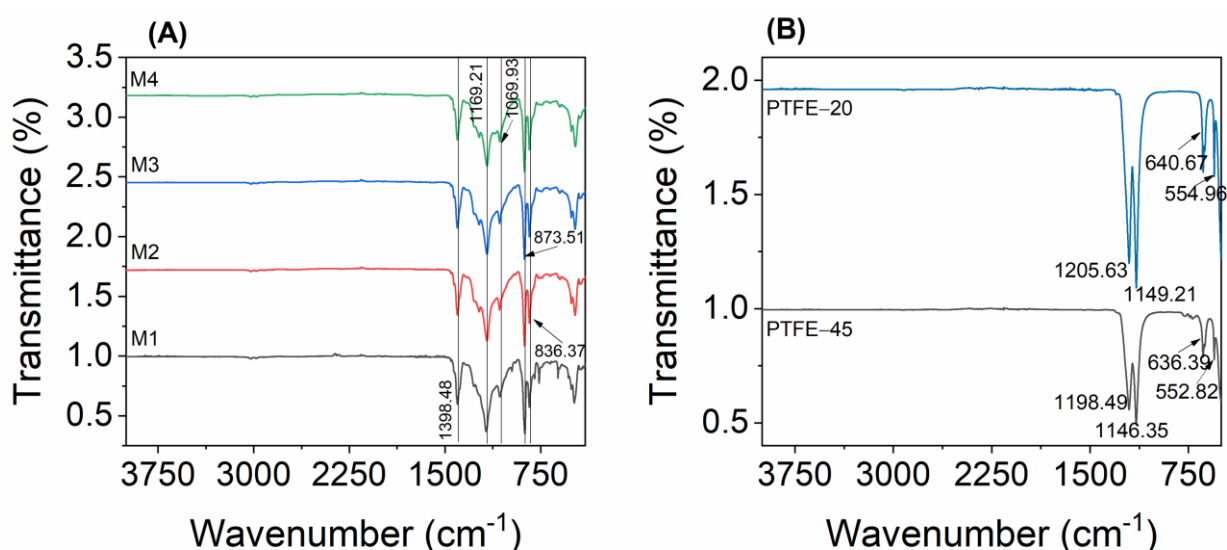 (A)
Transmittance (%)
3.5
3.0
2.5
2.0
1.5
1.0
0.5
M4
M3
M2
M1
1169.21
1069.93
873.51
836.37
1398.48
3750
3000
2250
1500
750
Wavenumber (cm⁻¹)
(B)
Transmittance (%)
2.0
1.5
1.0
0.5
PTFE–20
640.67
554.96
1205.63
1149.21
PTFE–45
636.39
552.82
1198.49
1146.35
3750
3000
2250
1500
750
Wavenumber (cm⁻¹)